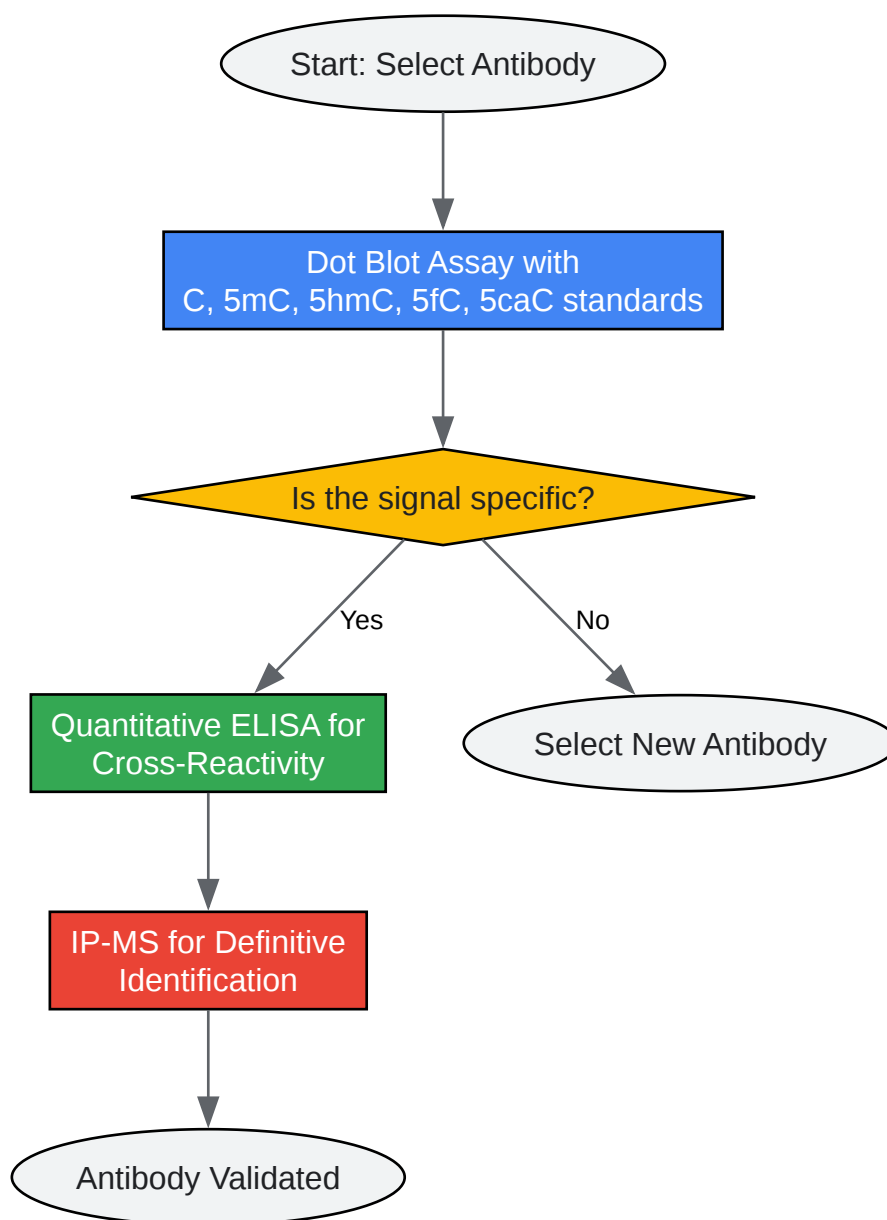 Start: Select Antibody
Dot Blot Assay with
C, 5mC, 5hmC, 5fC, 5caC standards
Is the signal specific?
Yes
No
Quantitative ELISA for
Cross-Reactivity
Select New Antibody
IP-MS for Definitive
Identification
Antibody Validated